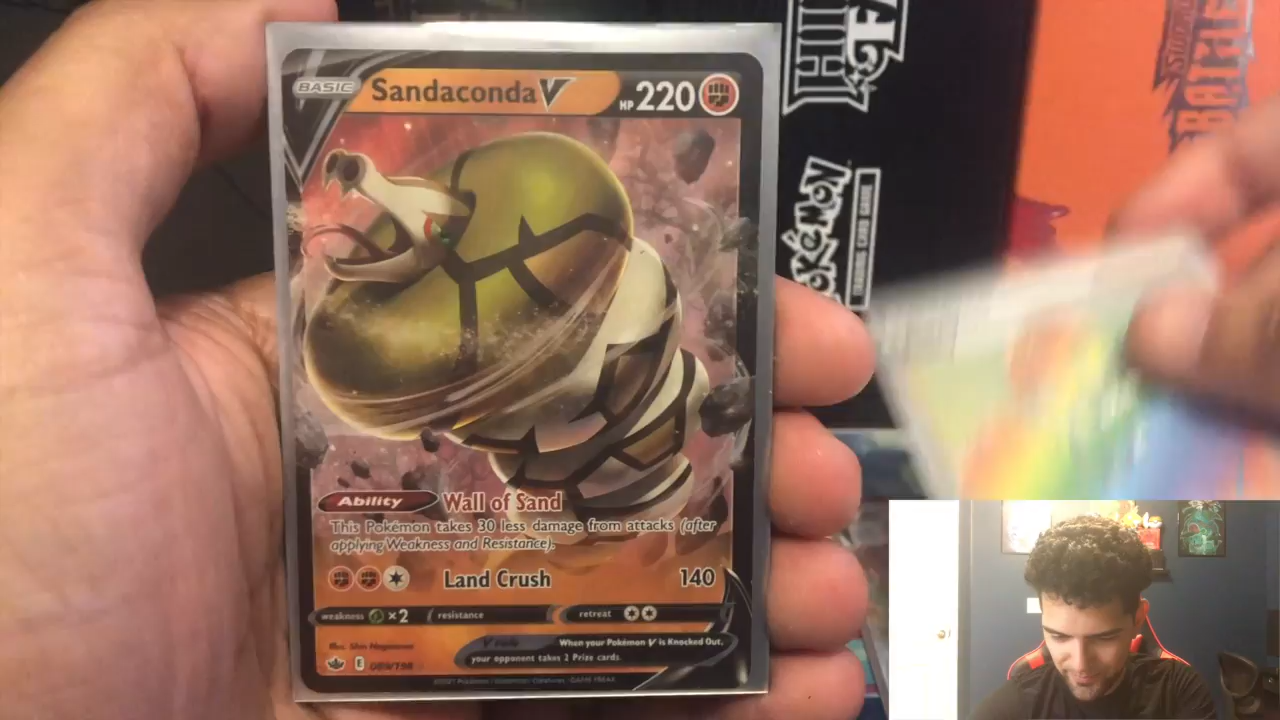 BASIC
Sandaconda V
HP 220
Ability Wall of Sand
This Pokémon takes 30 less damage from attacks (after
applying Weakness and Resistance).
Land Crush 140
weakness ×2 resistance retreat
When your Pokémon V is Knocked Out,
your opponent takes 2 Prize cards.
E 089/198
POKÉMON
TRADING CARD GAME